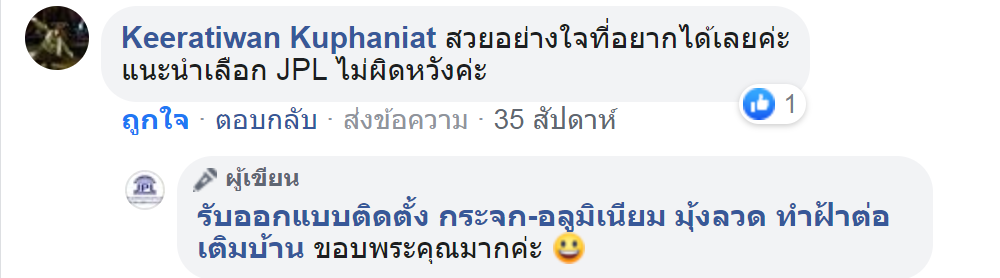 Keeratiwan Kuphaniat สวยอย่างใจที่อยากได้เลยค่ะ
แนะนำเลือก JPL ไม่ผิดหวังค่ะ
1
ถูกใจ · ตอบกลับ · ส่งข้อความ · 35 สัปดาห์
JPL
ผู้เขียน
รับออกแบบติดตั้ง กระจก-อลูมิเนียม มุ้งลวด ทำฝ้าต่อ
เติมบ้าน ขอบพระคุณมากค่ะ 😀